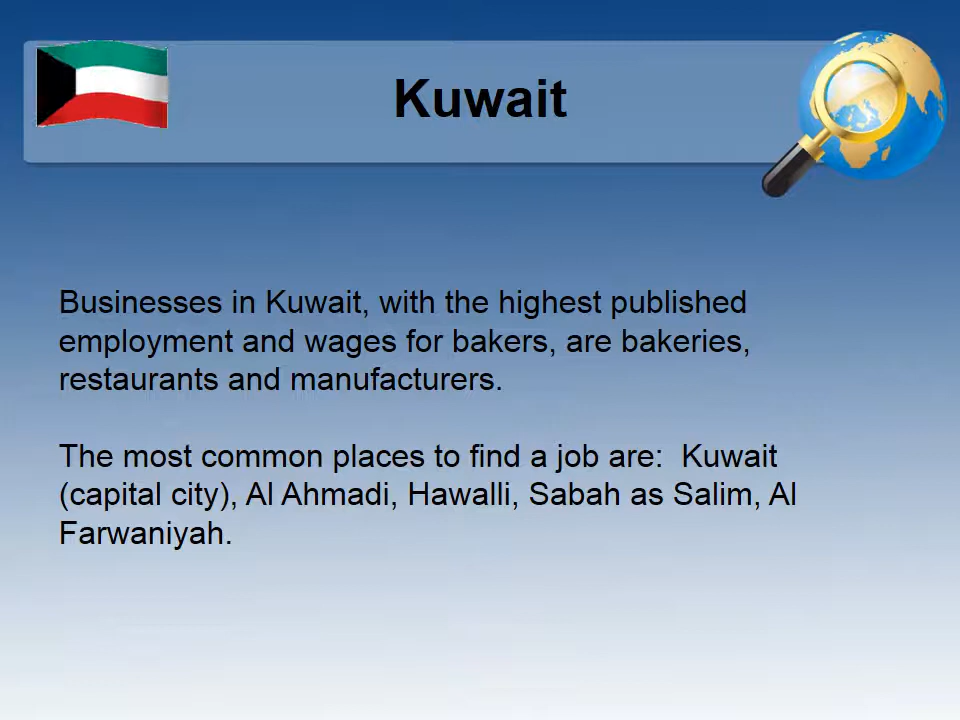 Kuwait
Businesses in Kuwait, with the highest published
employment and wages for bakers, are bakeries,
restaurants and manufacturers.
The most common places to find a job are:  Kuwait
(capital city), Al Ahmadi, Hawalli, Sabah as Salim, Al
Farwaniyah.